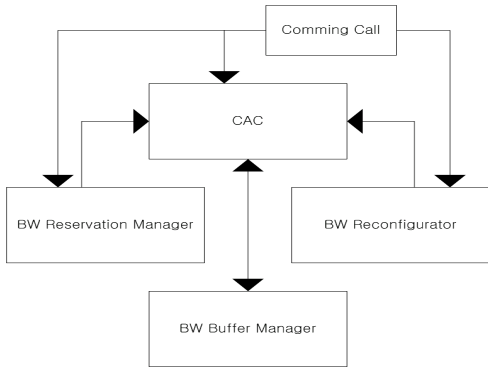 Comming Call
CAC
BW Reservation Manager
BW Reconfigurator
BW Buffer Manager